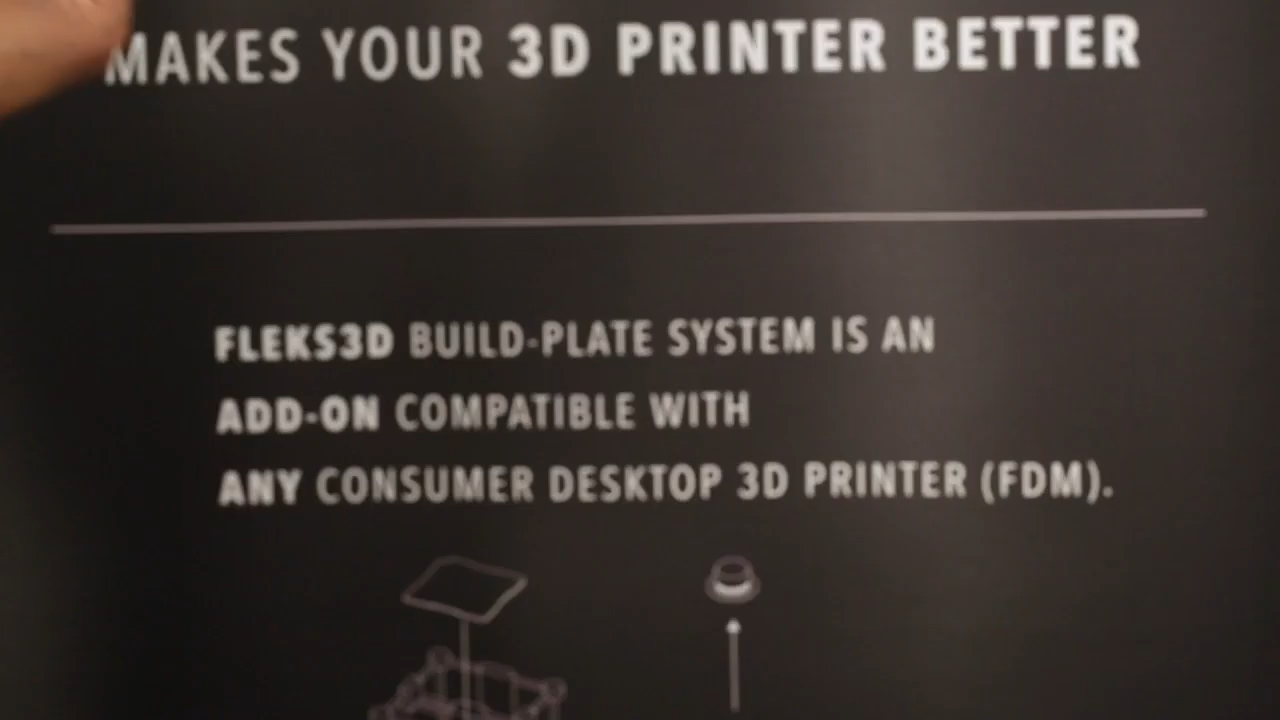 MAKES YOUR 3D PRINTER BETTER
FLEKS3D BUILD-PLATE SYSTEM IS AN
ADD-ON COMPATIBLE WITH
ANY CONSUMER DESKTOP 3D PRINTER (FDM).